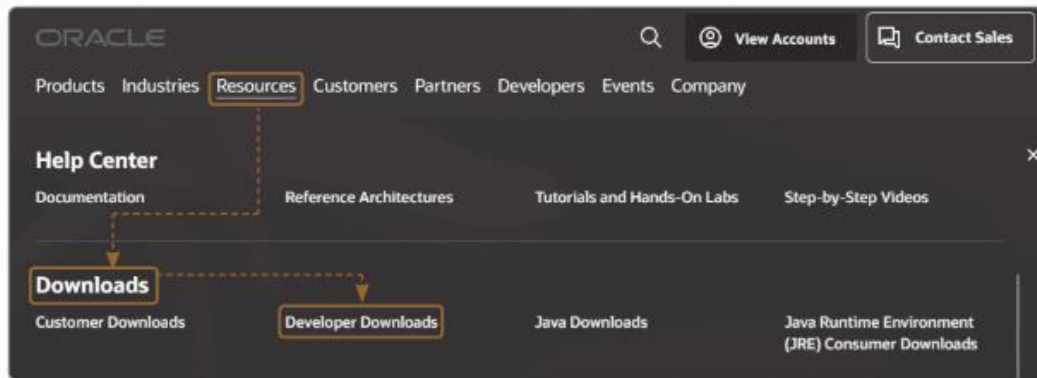 ORACLE
View Accounts
Contact Sales
Products Industries Resources Customers Partners Developers Events Company
Help Center
Documentation Reference Architectures Tutorials and Hands-On Labs Step-by-Step Videos
Downloads
Customer Downloads Developer Downloads Java Downloads Java Runtime Environment
(JRE) Consumer Downloads